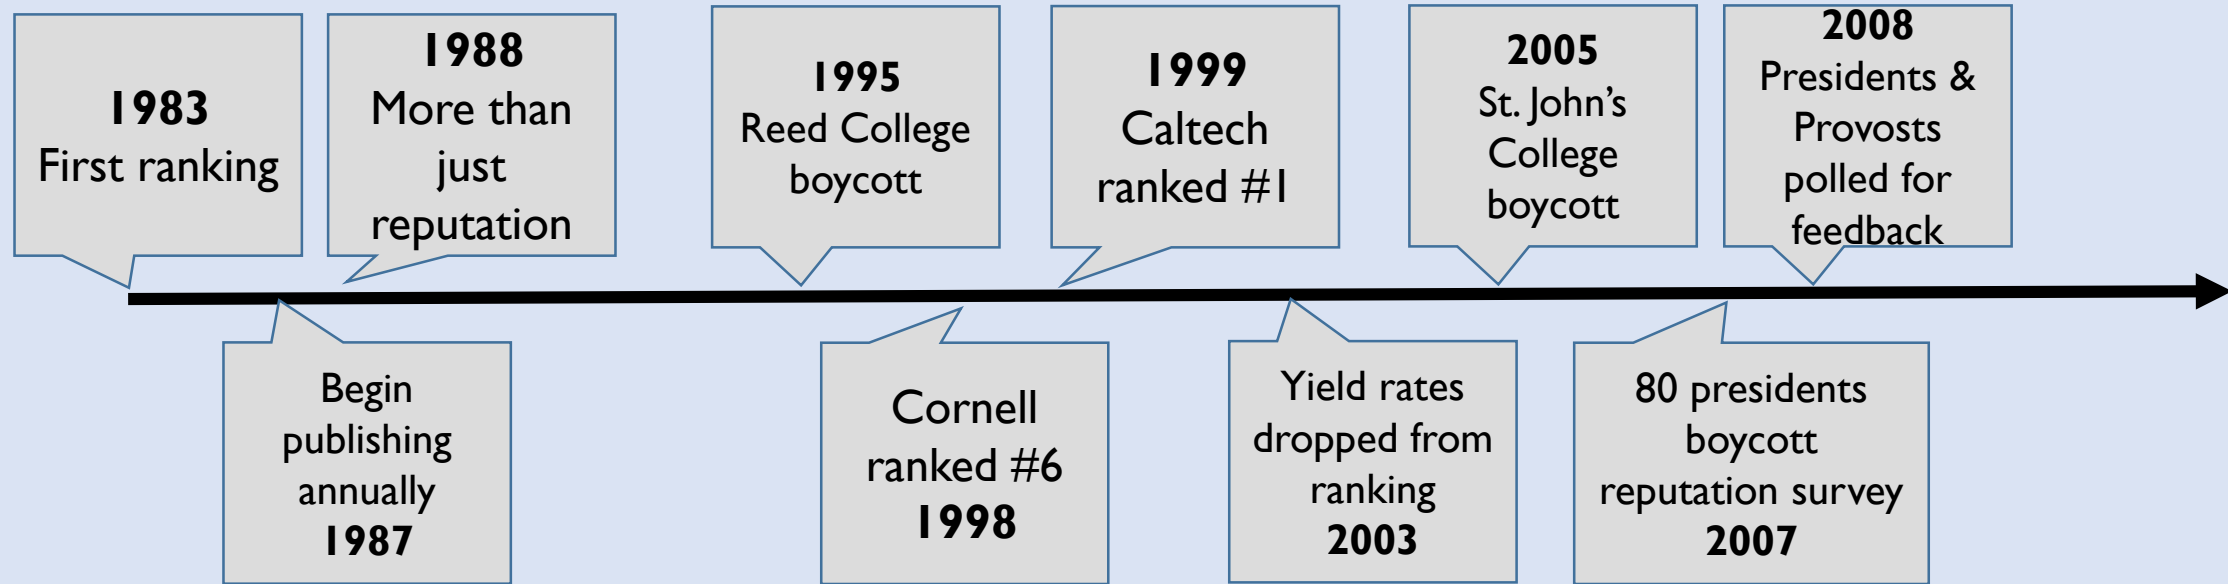 1983
First ranking
1988
More than
just
reputation
1995
Reed College
boycott
1999
Caltech
ranked #1
2005
St. John’s
College
boycott
2008
Presidents &
Provosts
polled for
feedback
Begin
publishing
annually
1987
Cornell
ranked #6
1998
Yield rates
dropped from
ranking
2003
80 presidents
boycott
reputation survey
2007